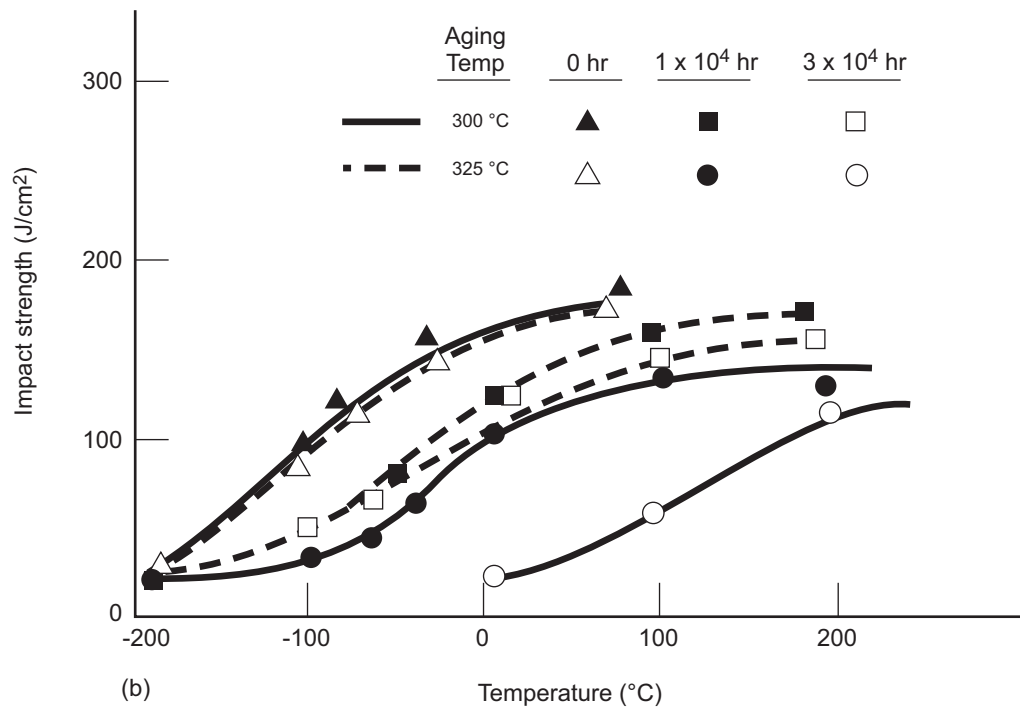 Aging
Temp 0 hr 1 x 10⁴ hr 3 x 10⁴ hr
300 °C
325 °C
300
200
100
0
-200 -100 0 100 200
Impact strength (J/cm²)
(b) Temperature (°C)